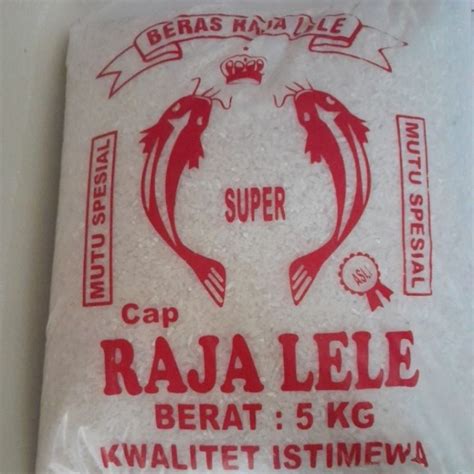 BERAS RAJA LELE
MUTU SPESIAL
SUPER
MUTU SPESIAL
ASLI
Cap
RAJA LELE
BERAT : 5 KG
KWALITET ISTIMEWA